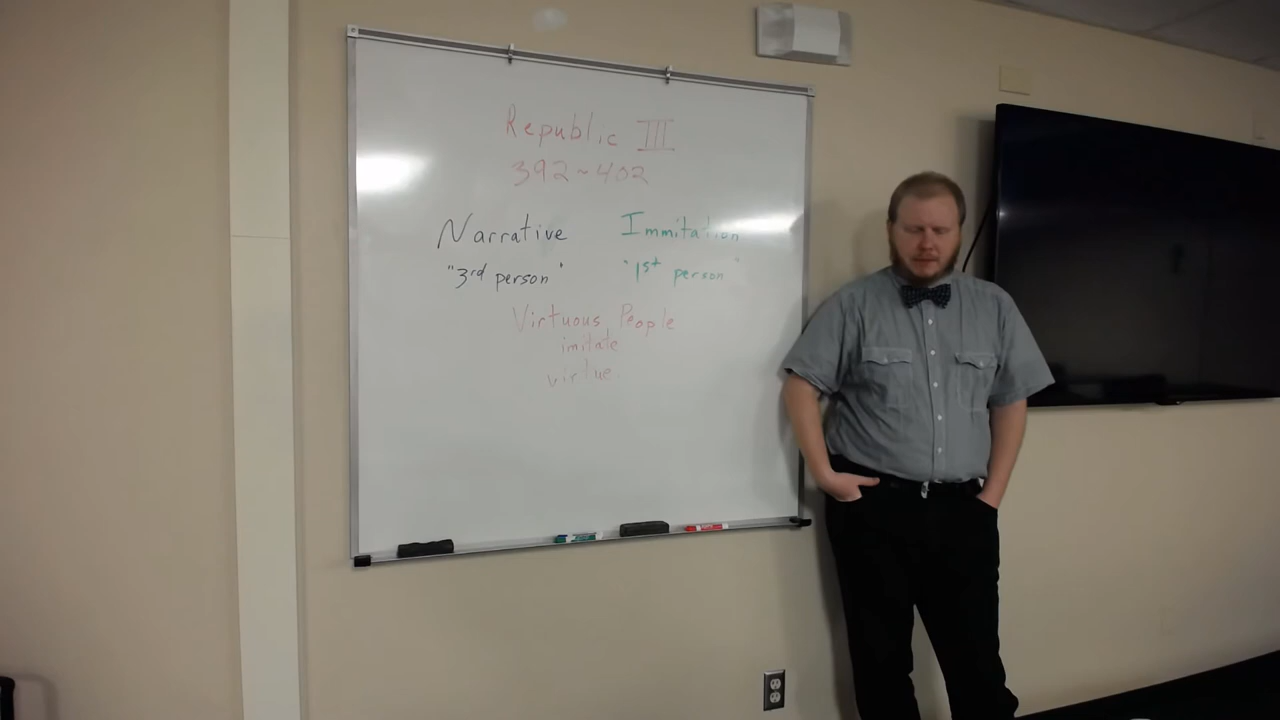 Republic III
392~402
Narrative Immitation
"3rd person" "1st person"
Virtuous People
imitate
virtue